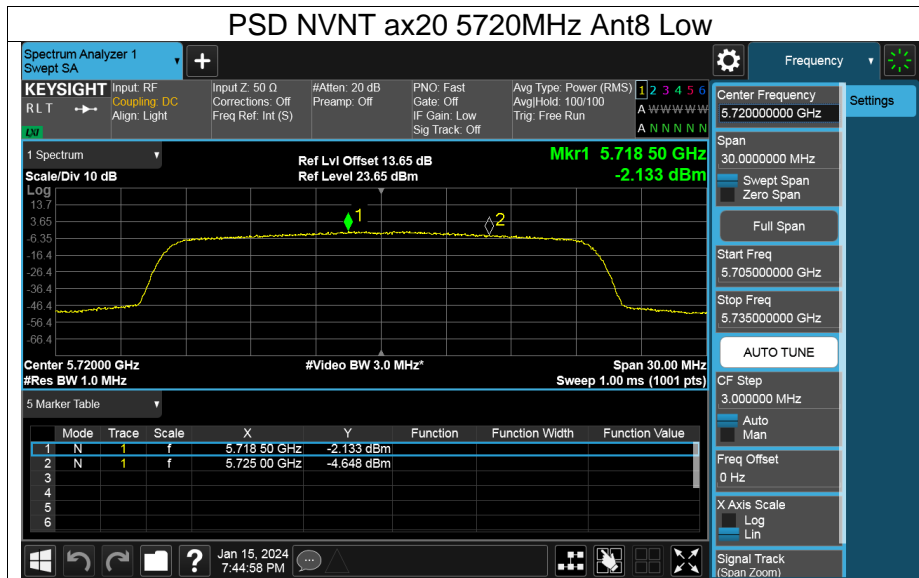 PSD NVNT ax20 5720MHz Ant8 Low
Spectrum Analyzer 1
Swept SA
+
Frequency
KEYSIGHT
RLT
LXI
Input: RF
Coupling: DC
Align: Light
Input Z: 50 Ω
Corrections: Off
Freq Ref: Int (S)
#Atten: 20 dB
Preamp: Off
PNO: Fast
Gate: Off
IF Gain: Low
Sig Track: Off
Avg Type: Power (RMS)
Avg|Hold: 100/100
Trig: Free Run
1 2 3 4 5 6
A W W W W W
A N N N N N
1 Spectrum
Scale/Div 10 dB
Ref Lvl Offset 13.65 dB
Ref Level 23.65 dBm
Mkr1 5.718 50 GHz
-2.133 dBm
Log
13.7
3.65
-6.35
-16.4
-26.4
-36.4
-46.4
-56.4
-66.4
1
2
Center 5.72000 GHz
#Res BW 1.0 MHz
#Video BW 3.0 MHz*
Span 30.00 MHz
Sweep 1.00 ms (1001 pts)
5 Marker Table
Mode Trace Scale X Y Function Function Width Function Value
1 N 1 f 5.718 50 GHz -2.133 dBm
2 N 1 f 5.725 00 GHz -4.648 dBm
3
4
5
6
Jan 15, 2024
7:44:58 PM
?
Center Frequency
5.720000000 GHz
Settings
Span
30.0000000 MHz
Swept Span
Zero Span
Full Span
Start Freq
5.705000000 GHz
Stop Freq
5.735000000 GHz
AUTO TUNE
CF Step
3.000000 MHz
Auto
Man
Freq Offset
0 Hz
X Axis Scale
Log
Lin
Signal Track
(Span Zoom)